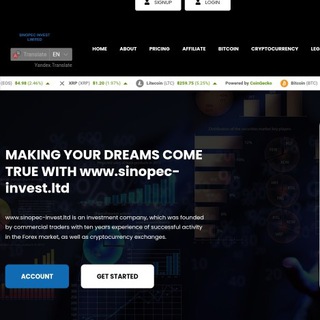 SIGNUP LOGIN
SINOPEC INVEST
LIMITED
Translate EN
Yandex.Translate
HOME ABOUT PRICING AFFILIATE BITCOIN CRYPTOCURRENCY LEG
(EOS) $4.98 (2.46%) XRP (XRP) $1.20 (1.97%) Litecoin (LTC) $229.79 (5.25%) Powered by CoinGecko Bitcoin (BTC)
MAKING YOUR DREAMS COME
TRUE WITH www.sinopec-
invest.ltd
www.sinopec-invest.ltd is an investment company, which was founded
by commercial traders with ten years experience of successful activity
in the Forex market, as well as cryptocurrency exchanges.
ACCOUNT GET STARTED